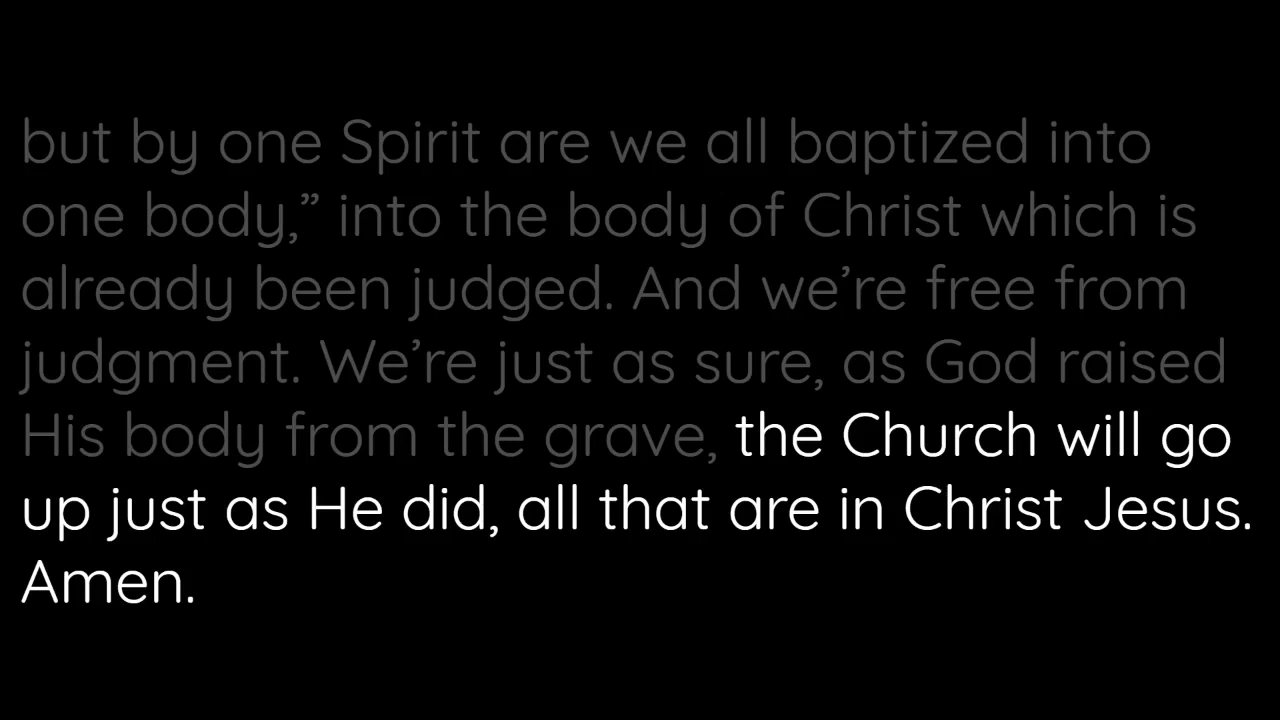 but by one Spirit are we all baptized into
one body,” into the body of Christ which is
already been judged. And we’re free from
judgment. We’re just as sure, as God raised
His body from the grave, the Church will go
up just as He did, all that are in Christ Jesus.
Amen.